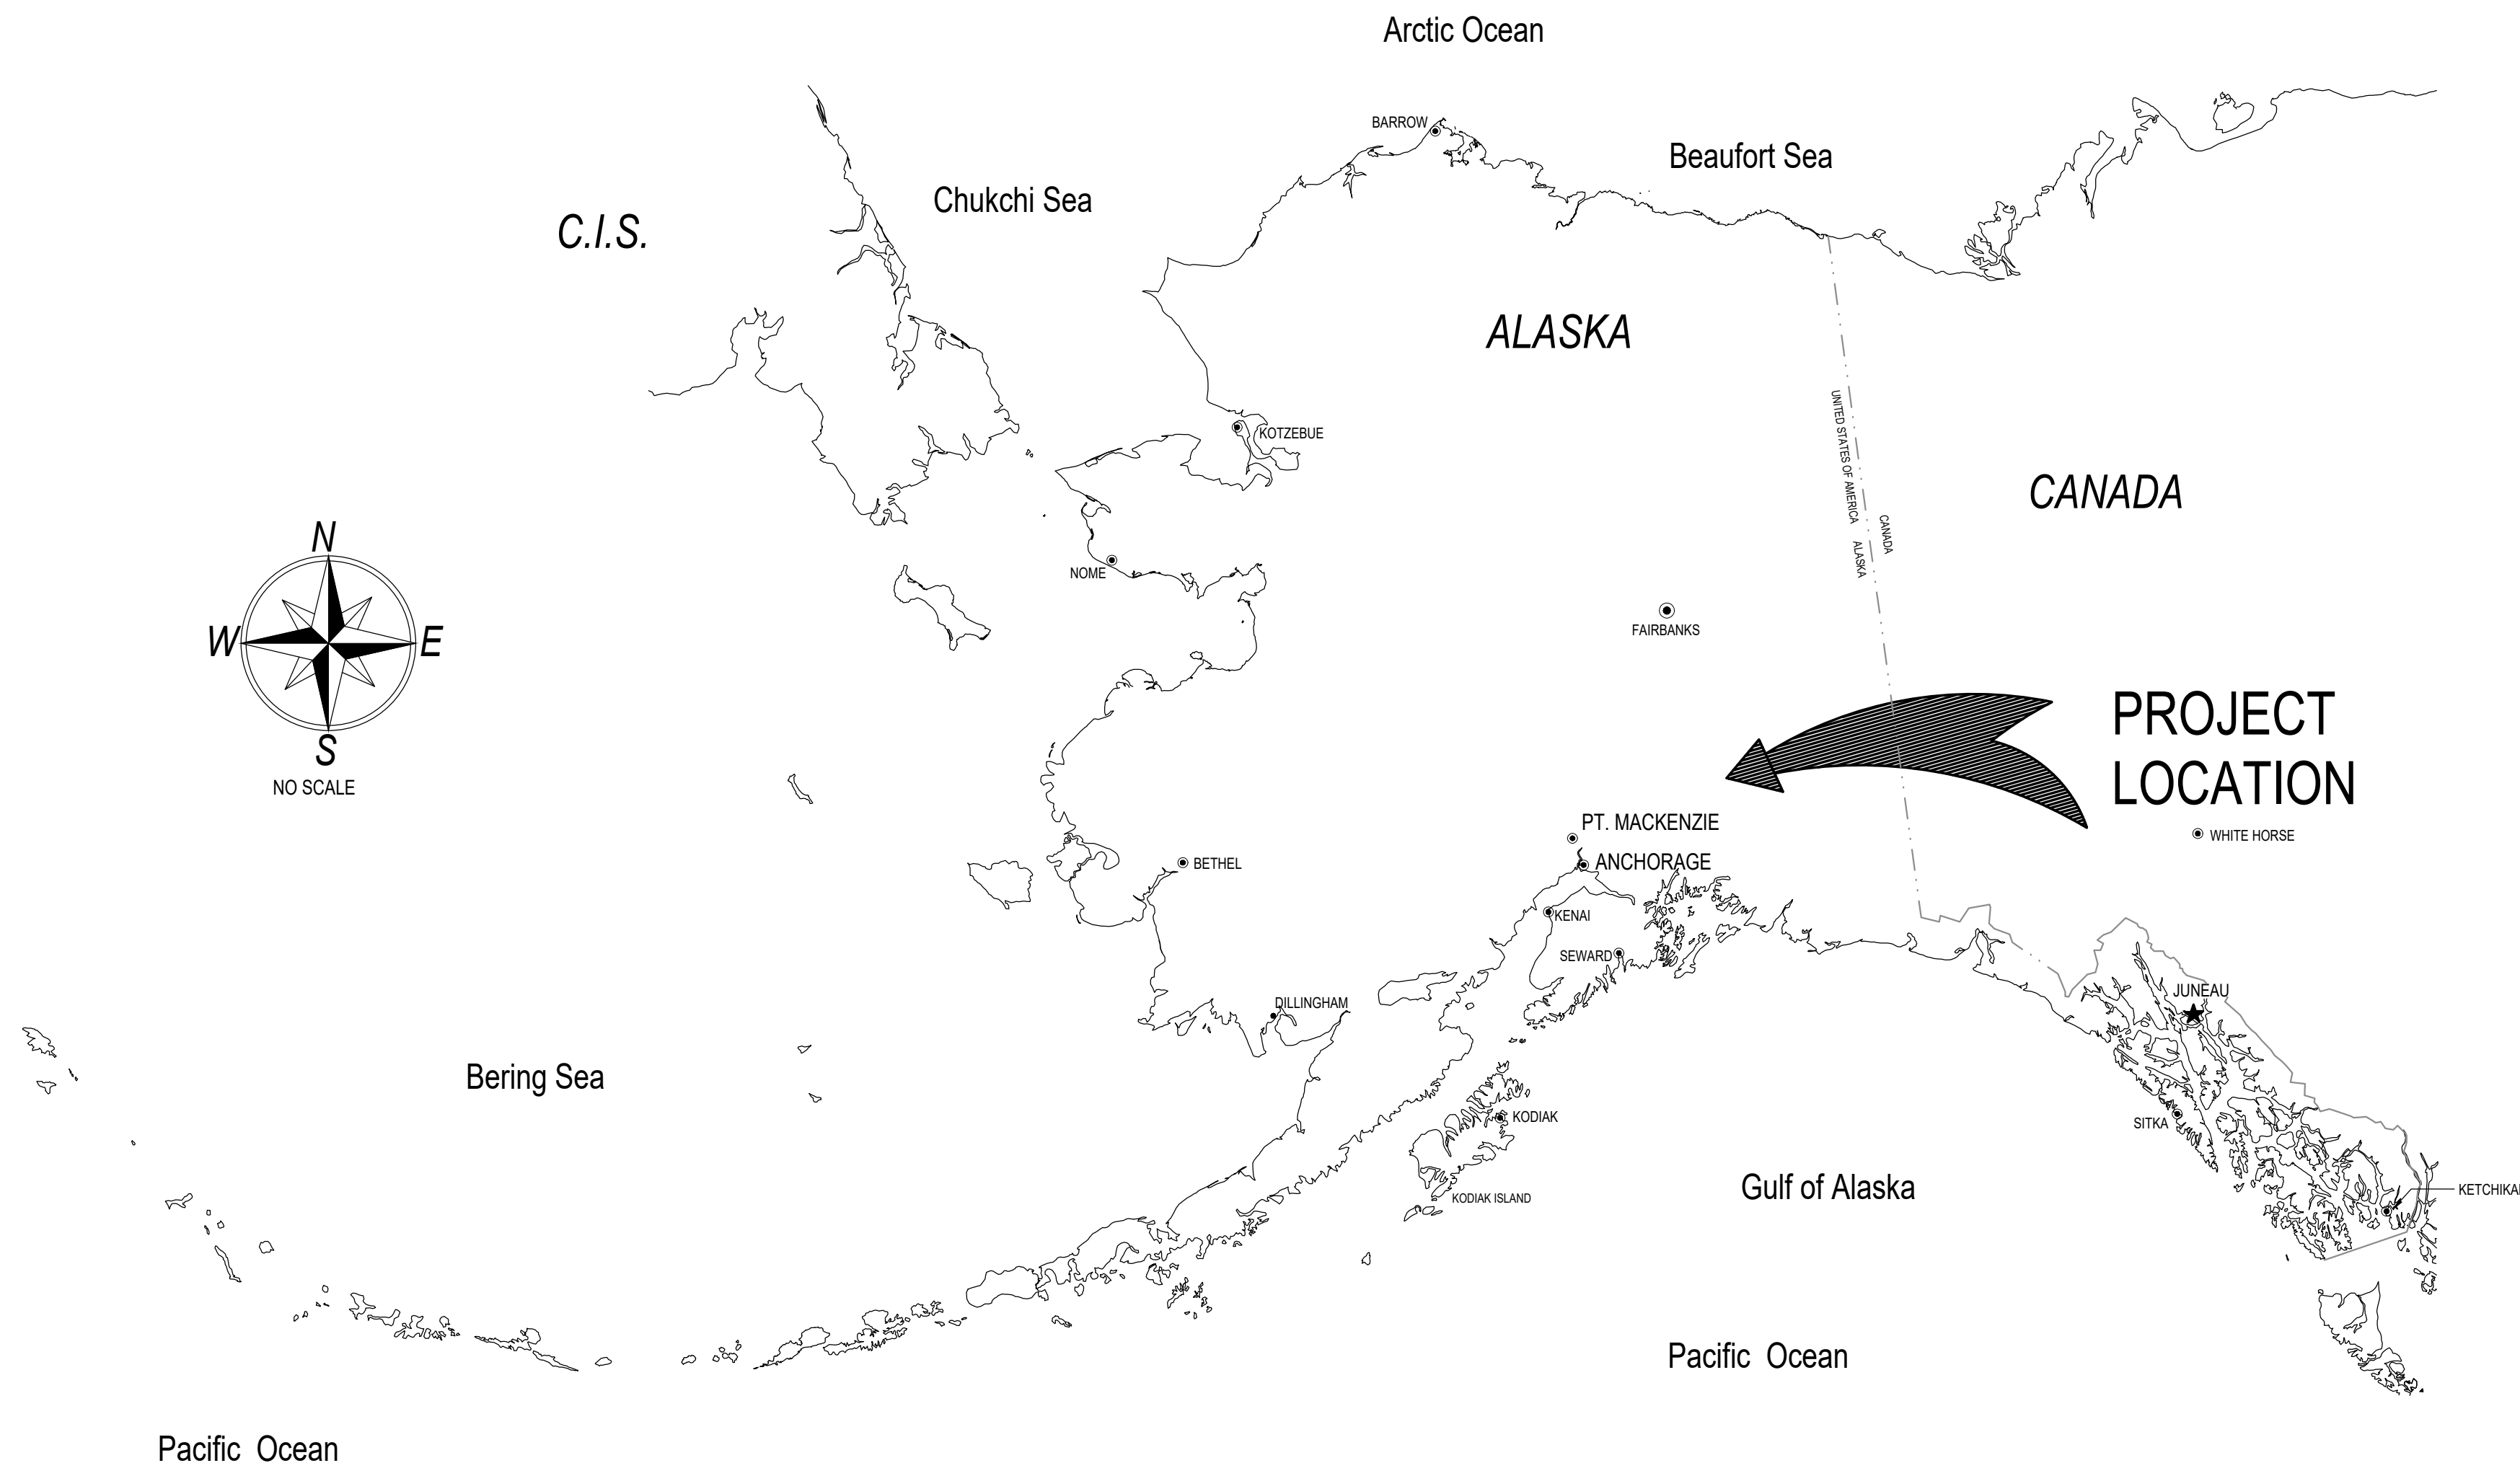 Arctic Ocean
BARROW
Beaufort Sea
Chukchi Sea
C.I.S.
ALASKA
KOTZEBUE
UNITED STATES OF AMERICA
CANADA
ALASKA
CANADA
N
W
E
S
NO SCALE
NOME
FAIRBANKS
PROJECT
LOCATION
WHITE HORSE
PT. MACKENZIE
ANCHORAGE
BETHEL
KENAI
SEWARD
DILLINGHAM
JUNEAU
Bering Sea
KODIAK
SITKA
KODIAK ISLAND
Gulf of Alaska
KETCHIKA
Pacific Ocean
Pacific Ocean